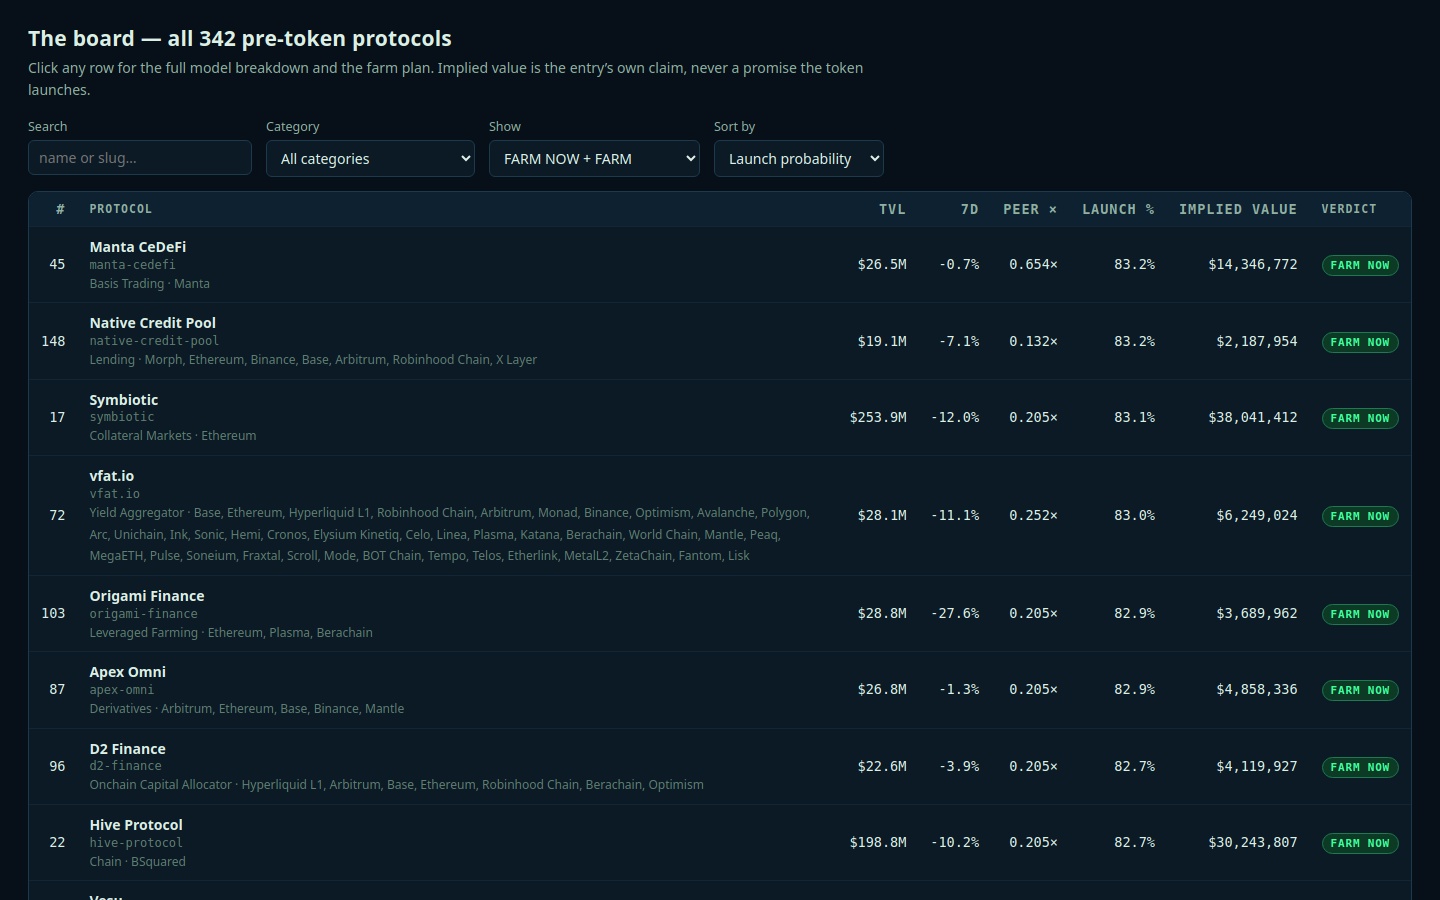 The board — all 342 pre-token protocols
Click any row for the full model breakdown and the farm plan. Implied value is the entry’s own claim, never a promise the token
launches.
Search
Category
Show
Sort by
name or slug…
All categories
FARM NOW + FARM
Launch probability
# PROTOCOL TVL 7D PEER × LAUNCH % IMPLIED VALUE VERDICT
Manta CeDeFi
manta-cedefi
Basis Trading · Manta
45 $26.5M -0.7% 0.654× 83.2% $14,346,772 FARM NOW
Native Credit Pool
native-credit-pool
Lending · Morph, Ethereum, Binance, Base, Arbitrum, Robinhood Chain, X Layer
148 $19.1M -7.1% 0.132× 83.2% $2,187,954 FARM NOW
Symbiotic
symbiotic
Collateral Markets · Ethereum
17 $253.9M -12.0% 0.205× 83.1% $38,041,412 FARM NOW
vfat.io
vfat.io
Yield Aggregator · Base, Ethereum, Hyperliquid L1, Robinhood Chain, Arbitrum, Monad, Binance, Optimism, Avalanche, Polygon,
Arc, Unichain, Ink, Sonic, Hemi, Cronos, Elysium Kinetiq, Celo, Linea, Plasma, Katana, Berachain, World Chain, Mantle, Peaq,
MegaETH, Pulse, Soneium, Fraxtal, Scroll, Mode, BOT Chain, Tempo, Telos, Etherlink, MetalL2, ZetaChain, Fantom, Lisk
72 $28.1M -11.1% 0.252× 83.0% $6,249,024 FARM NOW
Origami Finance
origami-finance
Leveraged Farming · Ethereum, Plasma, Berachain
103 $28.8M -27.6% 0.205× 82.9% $3,689,962 FARM NOW
Apex Omni
apex-omni
Derivatives · Arbitrum, Ethereum, Base, Binance, Mantle
87 $26.8M -1.3% 0.205× 82.9% $4,858,336 FARM NOW
D2 Finance
d2-finance
Onchain Capital Allocator · Hyperliquid L1, Arbitrum, Base, Ethereum, Robinhood Chain, Berachain, Optimism
96 $22.6M -3.9% 0.205× 82.7% $4,119,927 FARM NOW
Hive Protocol
hive-protocol
Chain · BSquared
22 $198.8M -10.2% 0.205× 82.7% $30,243,807 FARM NOW